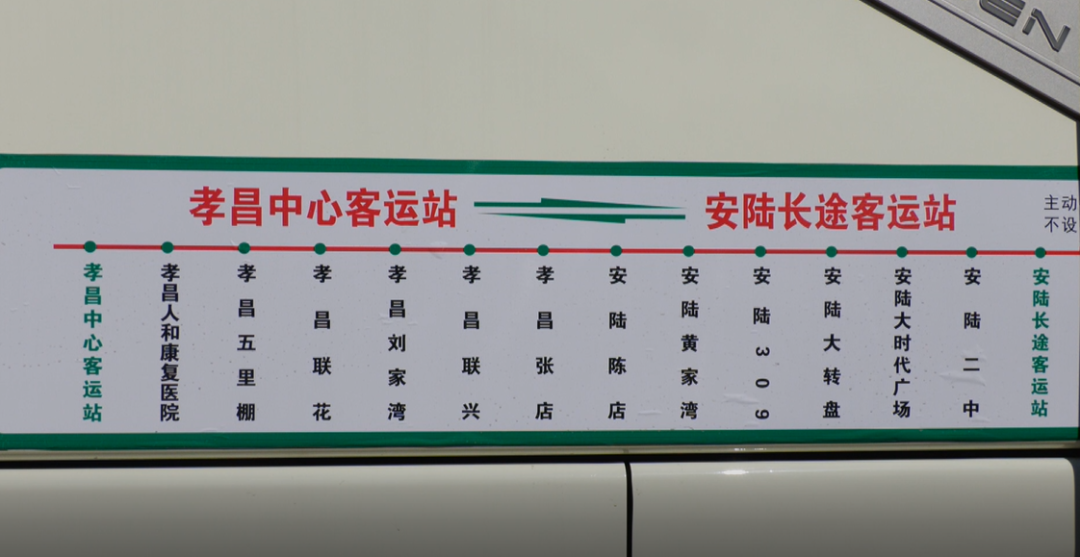 EN
孝昌中心客运站
安陆长途客运站
主动
不设
孝昌中心客运站
孝昌人和康复医院
孝昌五里棚
孝昌联花
孝昌刘家湾
孝昌联兴
孝昌张店
安陆陈店
安陆黄家湾
安陆309
安陆大转盘
安陆大时代广场
安陆二中
安陆长途客运站